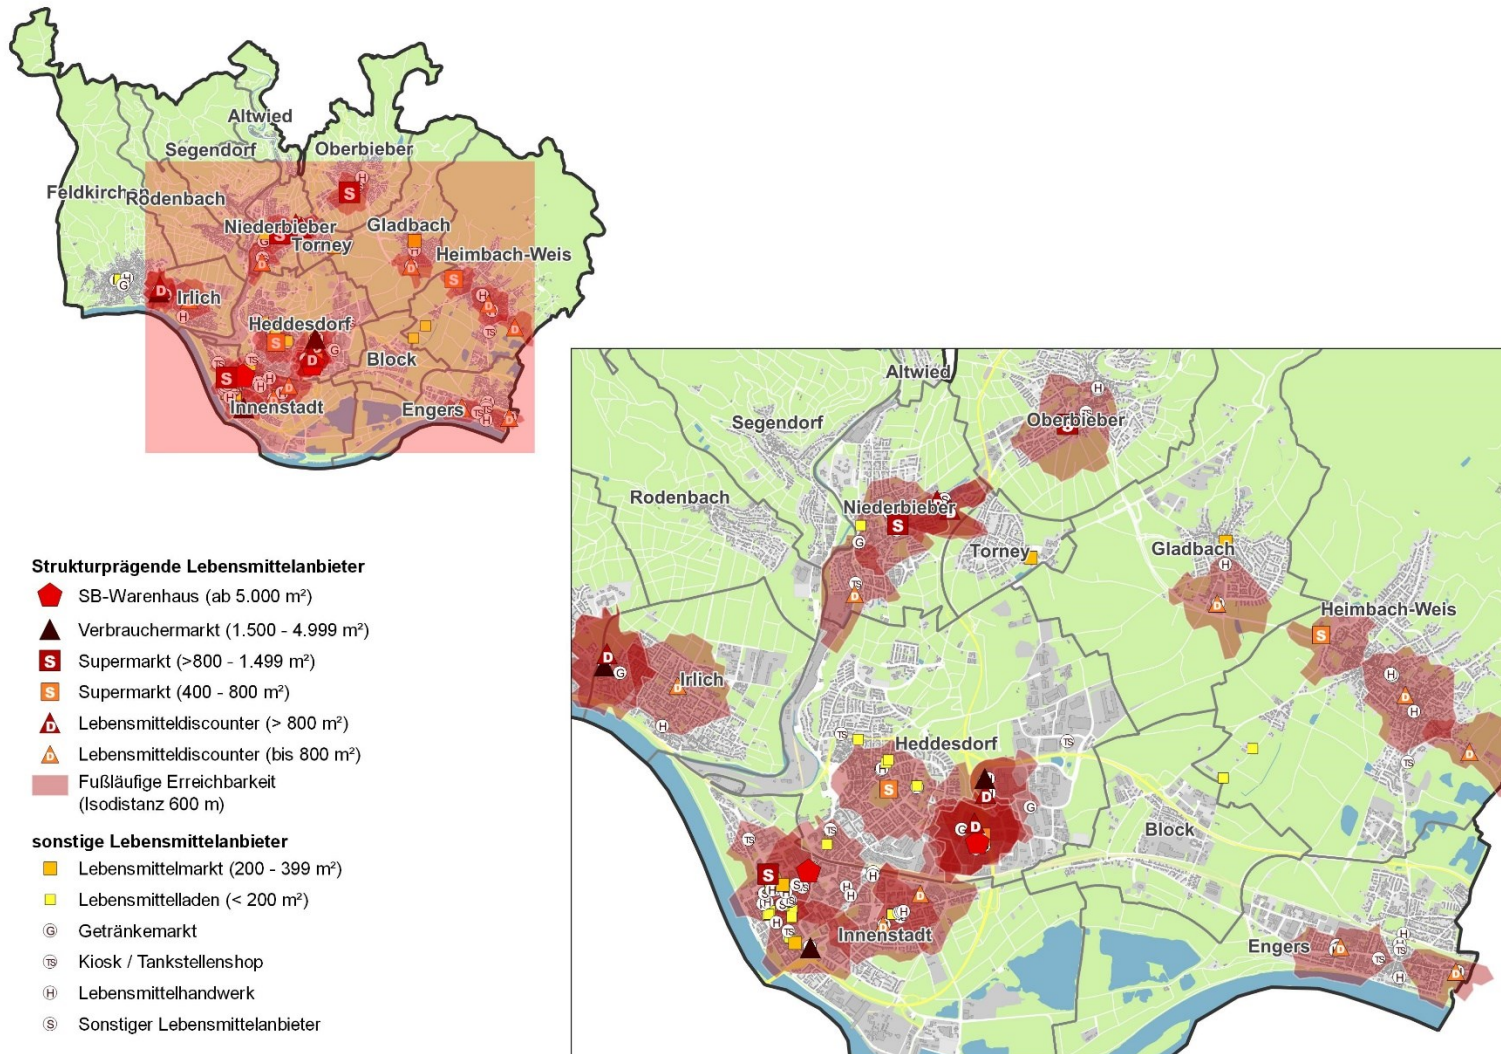 Altwied
Segendorf
Oberbieber
Feldkirchen
Rodenbach
Niederbieber
Gladbach
Torney
Heimbach-Weis
Irlich
Heddesdorf
Block
Innenstadt
Engers
Strukturprägende Lebensmittelanbieter
SB-Warenhaus (ab 5.000 m²)
Verbrauchermarkt (1.500 - 4.999 m²)
S Supermarkt (>800 - 1.499 m²)
S Supermarkt (400 - 800 m²)
D Lebensmitteldiscounter (> 800 m²)
D Lebensmitteldiscounter (bis 800 m²)
Fußläufige Erreichbarkeit
(Isodistanz 600 m)
sonstige Lebensmittelanbieter
Lebensmittelmarkt (200 - 399 m²)
Lebensmittelladen (< 200 m²)
G Getränkemarkt
TS Kiosk / Tankstellenshop
H Lebensmittelhandwerk
S Sonstiger Lebensmittelanbieter
Altwied
Segendorf
Oberbieber
Rodenbach
Niederbieber
Torney
Gladbach
Heimbach-Weis
Irlich
Heddesdorf
Block
Innenstadt
Engers